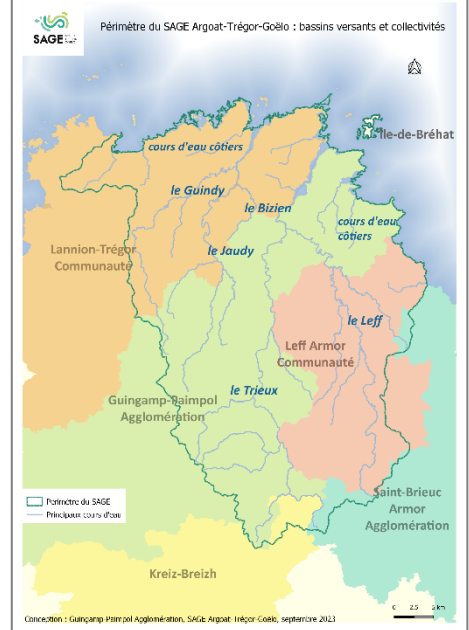 SAGE
Périmètre du SAGE Argoat-Trégor-Goëlo : bassins versants et collectivités
Île-de-Bréhat
cours d'eau côtiers
le Guindy
le Bizien
cours d'eau
côtiers
Lannion-Trégor
Communauté
le Jaudy
le Leff
Leff Armor
Communauté
le Trieux
Guingamp-Paimpol
Agglomération
Saint-Brieuc
Armor
Agglomération
Périmètre du SAGE
Principaux cours d'eau
Kreiz-Breizh
0 2.5 5 km
Conception : Guingamp-Paimpol Agglomération, SAGE Argoat-Trégor-Goëlo, septembre 2023